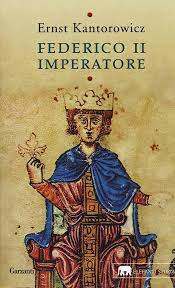 Ernst Kantorowicz
FEDERICO II
IMPERATORE
Garzanti